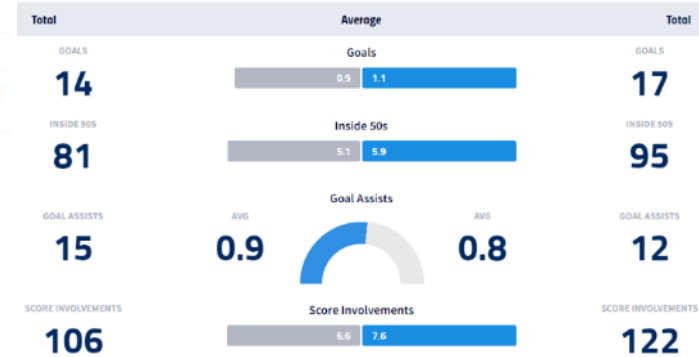 Total Average Total
GOALS Goals GOALS
14 0.9 1.1 17
INSIDE 50S Inside 50s INSIDE 50S
81 5.1 5.9 95
Goal Assists
GOAL ASSISTS AVG AVG GOAL ASSISTS
15 0.9 0.8 12
SCORE INVOLVEMENTS Score Involvements SCORE INVOLVEMENTS
106 6.6 7.6 122